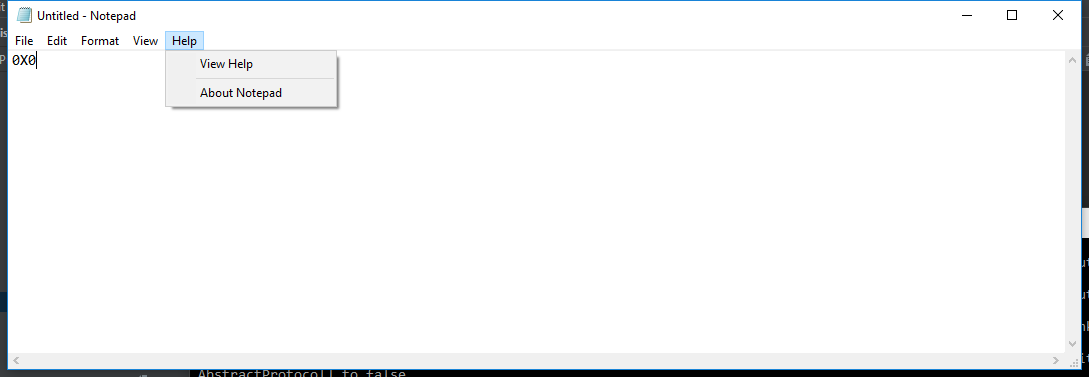 Untitled - Notepad
File Edit Format View Help
0X0
View Help
About Notepad
AbstractProtocol] to false